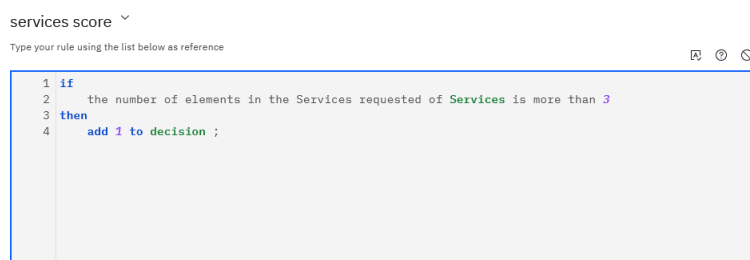 services score
Type your rule using the list below as reference
1 if
2 the number of elements in the Services requested of Services is more than 3
3 then
4 add 1 to decision ;